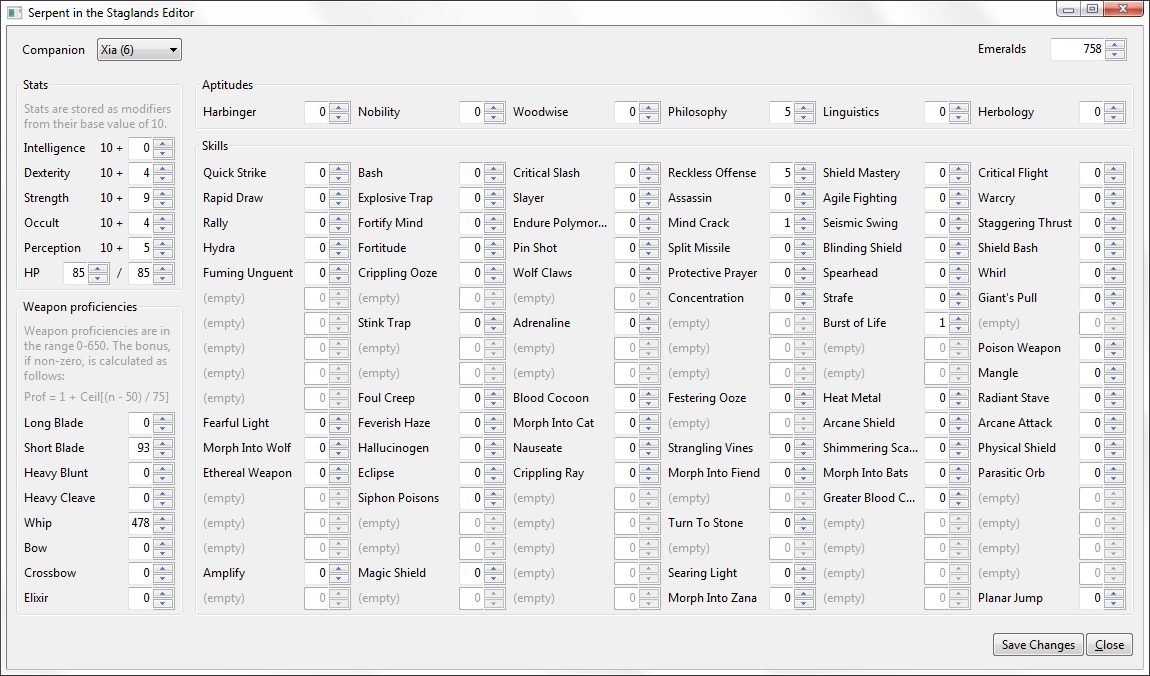 Serpent in the Staglands Editor
Companion Xia (6) Emeralds 758
Stats
Stats are stored as modifiers
from their base value of 10.
Intelligence 10 + 0
Dexterity 10 + 4
Strength 10 + 9
Occult 10 + 4
Perception 10 + 5
HP 85 / 85
Weapon proficiencies
Weapon proficiencies are in
the range 0-650. The bonus,
if non-zero, is calculated as
follows:
Prof = 1 + Ceil[(n - 50) / 75]
Long Blade 0
Short Blade 93
Heavy Blunt 0
Heavy Cleave 0
Whip 478
Bow 0
Crossbow 0
Elixir 0
Aptitudes
Harbinger 0 Nobility 0 Woodwise 0 Philosophy 5 Linguistics 0 Herbology 0
Skills
Quick Strike 0 Bash 0 Critical Slash 0 Reckless Offense 5 Shield Mastery 0 Critical Flight 0
Rapid Draw 0 Explosive Trap 0 Slayer 0 Assassin 0 Agile Fighting 0 Warcry 0
Rally 0 Fortify Mind 0 Endure Polymor... 0 Mind Crack 1 Seismic Swing 0 Staggering Thrust 0
Hydra 0 Fortitude 0 Pin Shot 0 Split Missile 0 Blinding Shield 0 Shield Bash 0
Fuming Unguent 0 Crippling Ooze 0 Wolf Claws 0 Protective Prayer 0 Spearhead 0 Whirl 0
(empty) 0 (empty) 0 (empty) 0 Concentration 0 Strafe 0 Giant's Pull 0
(empty) 0 Stink Trap 0 Adrenaline 0 (empty) 0 Burst of Life 1 (empty) 0
(empty) 0 (empty) 0 (empty) 0 (empty) 0 (empty) 0 Poison Weapon 0
(empty) 0 (empty) 0 (empty) 0 (empty) 0 (empty) 0 Mangle 0
(empty) 0 Foul Creep 0 Blood Cocoon 0 Festering Ooze 0 Heat Metal 0 Radiant Stave 0
Fearful Light 0 Feverish Haze 0 Morph Into Cat 0 (empty) 0 Arcane Shield 0 Arcane Attack 0
Morph Into Wolf 0 Hallucinogen 0 Nauseate 0 Strangling Vines 0 Shimmering Sca... 0 Physical Shield 0
Ethereal Weapon 0 Eclipse 0 Crippling Ray 0 Morph Into Fiend 0 Morph Into Bats 0 Parasitic Orb 0
(empty) 0 Siphon Poisons 0 (empty) 0 (empty) 0 Greater Blood C... 0 (empty) 0
(empty) 0 (empty) 0 (empty) 0 Turn To Stone 0 (empty) 0 (empty) 0
(empty) 0 (empty) 0 (empty) 0 (empty) 0 (empty) 0 (empty) 0
Amplify 0 Magic Shield 0 (empty) 0 Searing Light 0 (empty) 0 (empty) 0
(empty) 0 (empty) 0 (empty) 0 Morph Into Zana 0 (empty) 0 Planar Jump 0
Save Changes Close